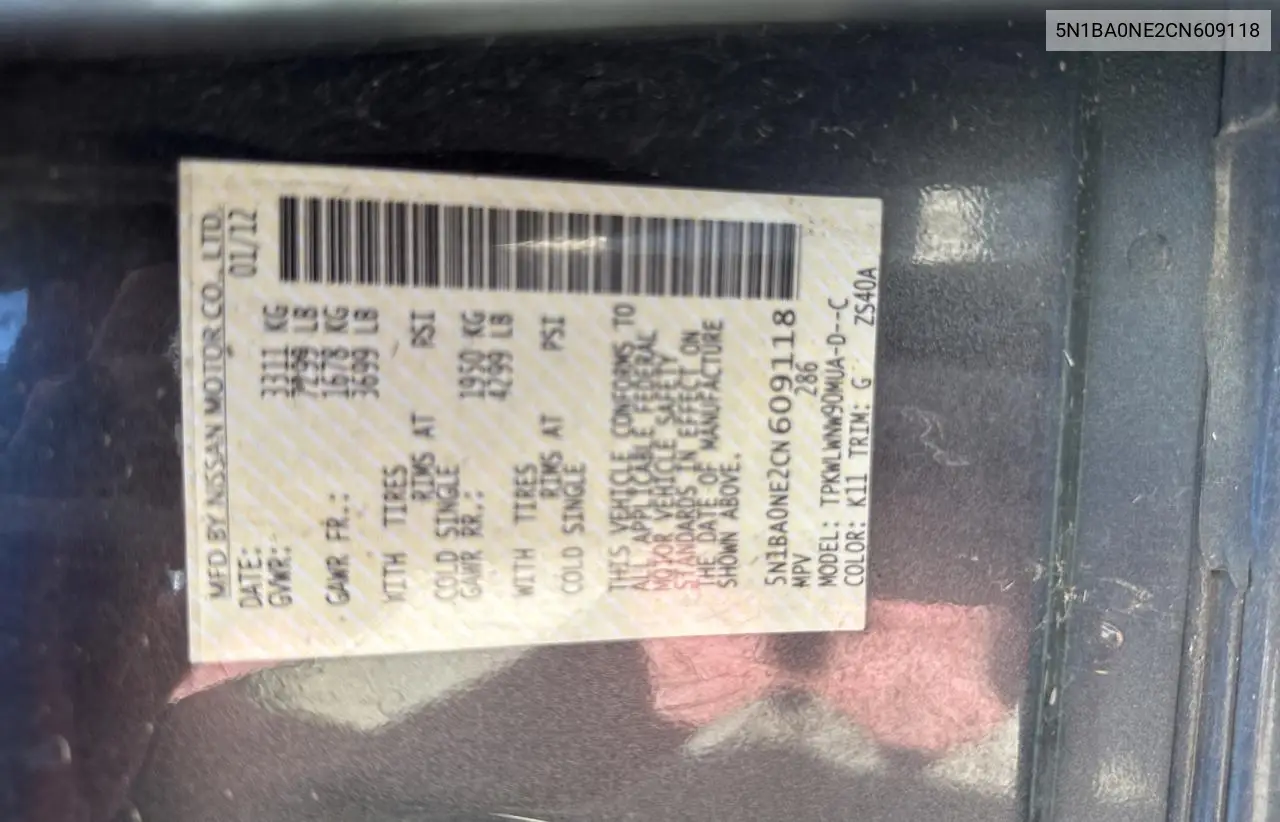 5N1BA0NE2CN609118
MFD BY NISSAN MOTOR CO., LTD.
DATE: 01/12
GVWR: 3311 KG
7299 LB
GAWR FR.: 1678 KG
3699 LB
WITH TIRES
RIMS AT PSI
COLD SINGLE
GAWR RR.: 1950 KG
4299 LB
WITH TIRES
RIMS AT PSI
COLD SINGLE
THIS VEHICLE CONFORMS TO
ALL APPLICABLE FEDERAL
MOTOR VEHICLE SAFETY
STANDARDS IN EFFECT ON
THE DATE OF MANUFACTURE
SHOWN ABOVE.
5N1BA0NE2CN609118
MPV 286
MODEL: TPKWLWNW90MUA-D--C
COLOR: K11 TRIM: G ZS40A